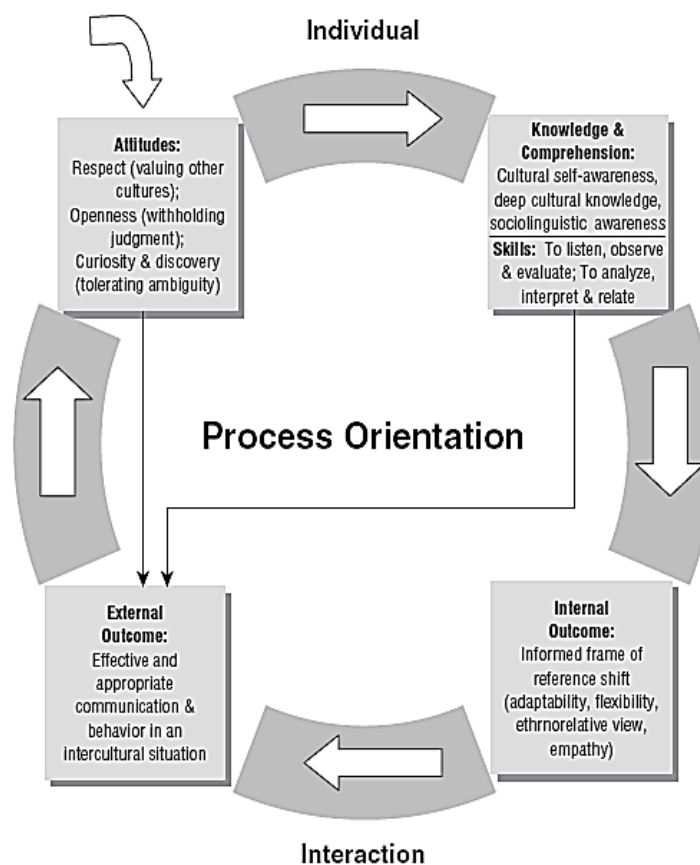 Individual
Attitudes:
Respect (valuing other
cultures);
Openness (withholding
judgment);
Curiosity & discovery
(tolerating ambiguity)
Knowledge &
Comprehension:
Cultural self-awareness,
deep cultural knowledge,
sociolinguistic awareness
Skills: To listen, observe
& evaluate; To analyze,
interpret & relate
Process Orientation
External
Outcome:
Effective and
appropriate
communication &
behavior in an
intercultural situation
Internal
Outcome:
Informed frame of
reference shift
(adaptability, flexibility,
ethrnorelative view,
empathy)
Interaction